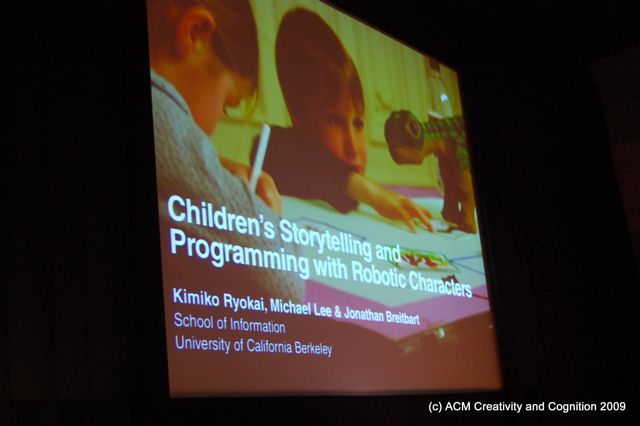 Children's Storytelling and
Programming with Robotic Characters
Kimiko Ryokai, Michael Lee & Jonathan Breitbart
School of Information
University of California Berkeley
(c) ACM Creativity and Cognition 2009